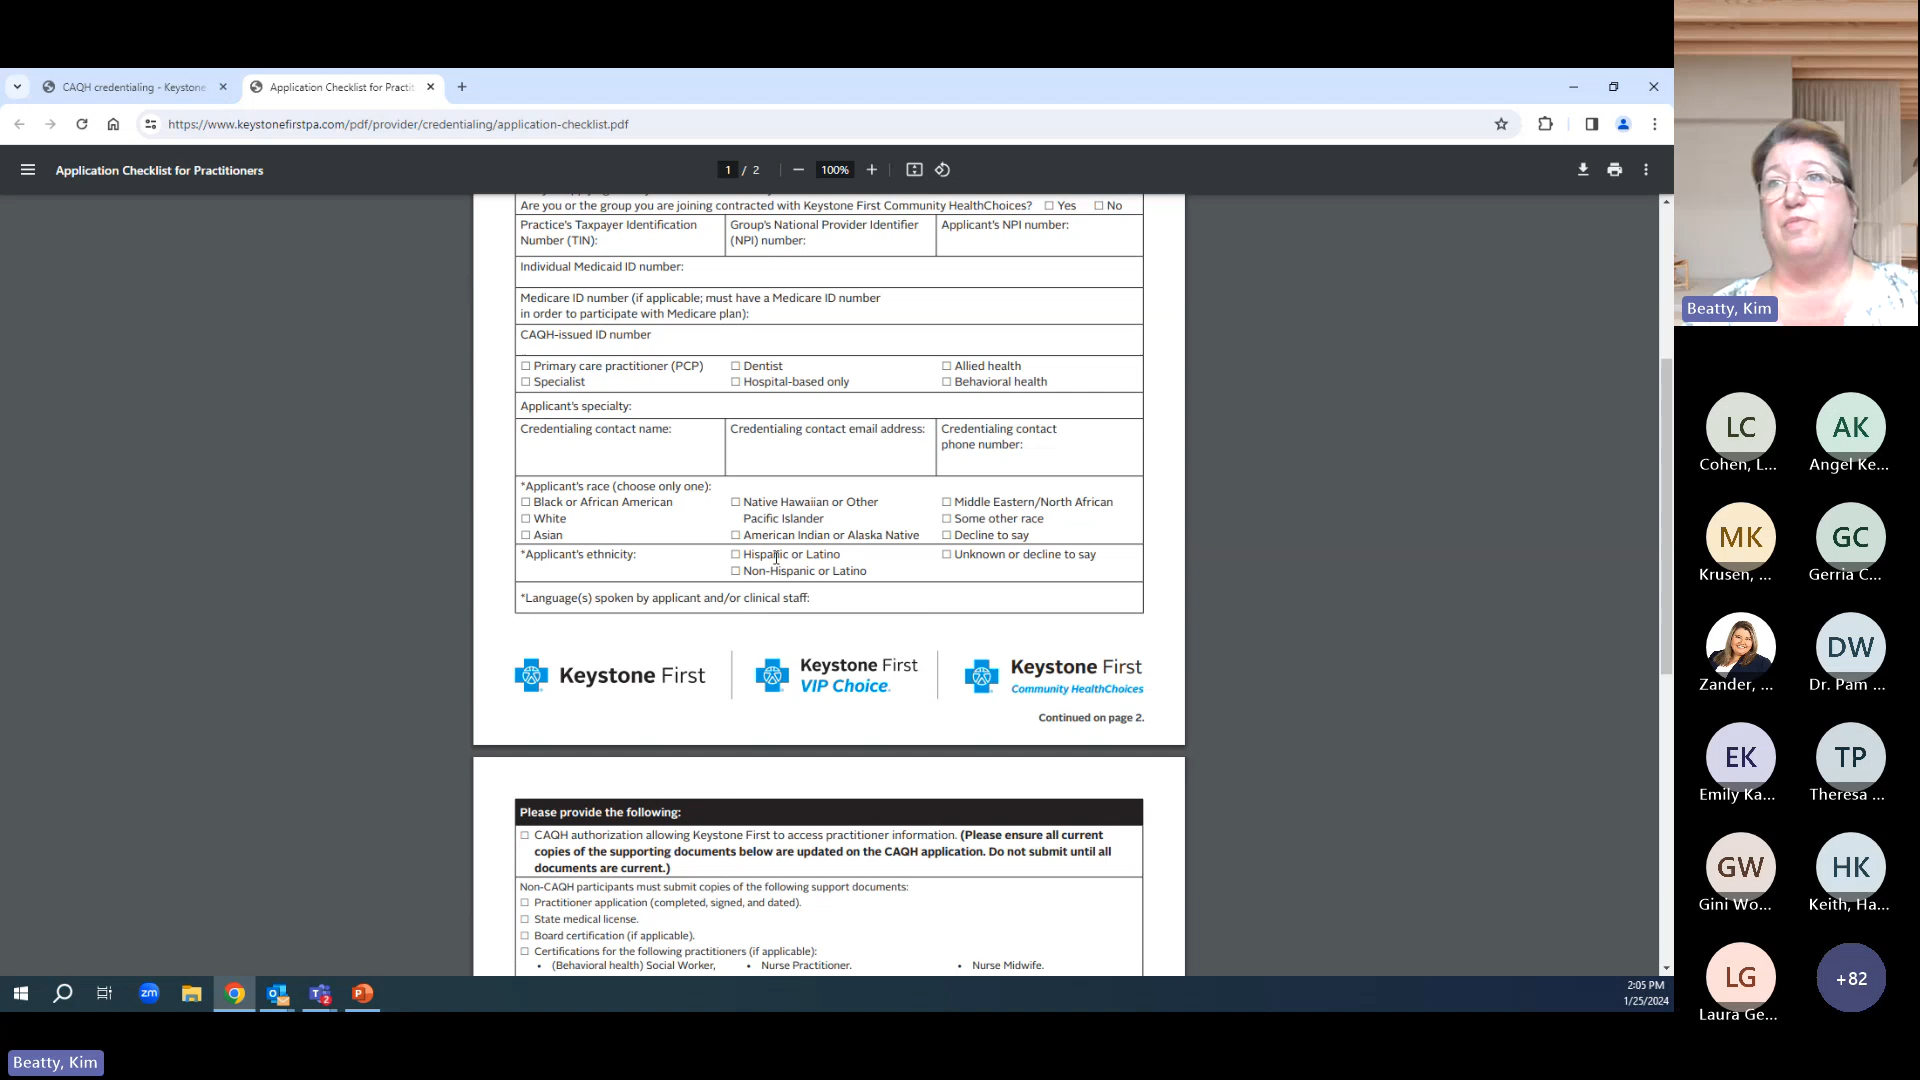 CAQH credentialing - Keystone
Application Checklist for Practit
https://www.keystonefirstpa.com/pdf/provider/credentialing/application-checklist.pdf
Application Checklist for Practitioners
1 / 2
100%
Are you or the group you are joining contracted with Keystone First Community HealthChoices? ☐ Yes ☐ No
Practice's Taxpayer Identification
Number (TIN):
Group's National Provider Identifier
(NPI) number:
Applicant's NPI number:
Individual Medicaid ID number:
Medicare ID number (if applicable; must have a Medicare ID number
in order to participate with Medicare plan):
CAQH-issued ID number
☐ Primary care practitioner (PCP) ☐ Dentist ☐ Allied health
☐ Specialist ☐ Hospital-based only ☐ Behavioral health
Applicant's specialty:
Credentialing contact name:
Credentialing contact email address:
Credentialing contact
phone number:
*Applicant's race (choose only one):
☐ Black or African American
☐ White
☐ Asian
☐ Native Hawaiian or Other
Pacific Islander
☐ American Indian or Alaska Native
☐ Middle Eastern/North African
☐ Some other race
☐ Decline to say
*Applicant's ethnicity:
☐ Hispanic or Latino
☐ Non-Hispanic or Latino
☐ Unknown or decline to say
*Language(s) spoken by applicant and/or clinical staff:
Keystone First
Keystone First
VIP Choice.
Keystone First
Community HealthChoices
Continued on page 2.
Please provide the following:
☐ CAQH authorization allowing Keystone First to access practitioner information. (Please ensure all current
copies of the supporting documents below are updated on the CAQH application. Do not submit until all
documents are current.)
Non-CAQH participants must submit copies of the following support documents:
☐ Practitioner application (completed, signed, and dated).
☐ State medical license.
☐ Board certification (if applicable).
☐ Certifications for the following practitioners (if applicable):
• (Behavioral health) Social Worker, • Nurse Practitioner. • Nurse Midwife.
zm
2
2:05 PM
1/25/2024
Beatty, Kim
Beatty, Kim
LC
Cohen, L...
AK
Angel Ke...
MK
Krusen, ...
GC
Gerria C...
Zander, ...
DW
Dr. Pam ...
EK
Emily Ka...
TP
Theresa ...
GW
Gini Wo...
HK
Keith, Ha...
LG
Laura Ge...
+82